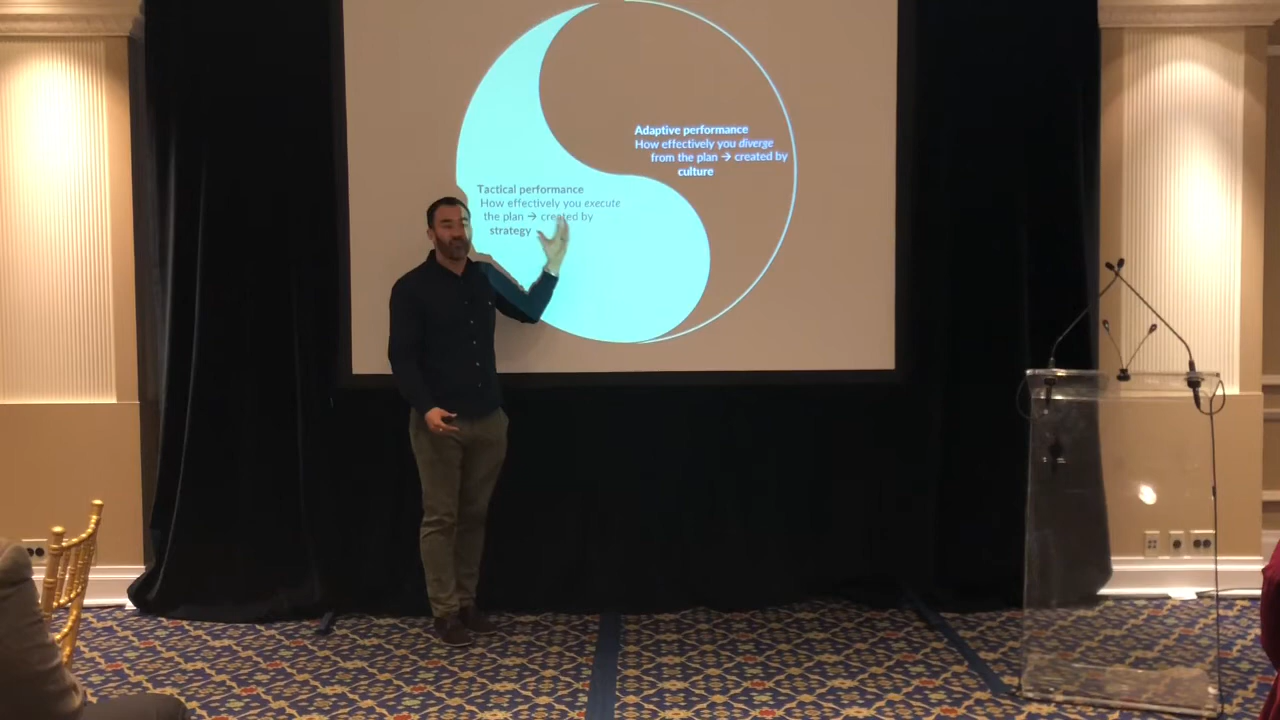 Adaptive performance
How effectively you diverge
from the plan → created by
culture
Tactical performance
How effectively you execute
the plan → created by
strategy